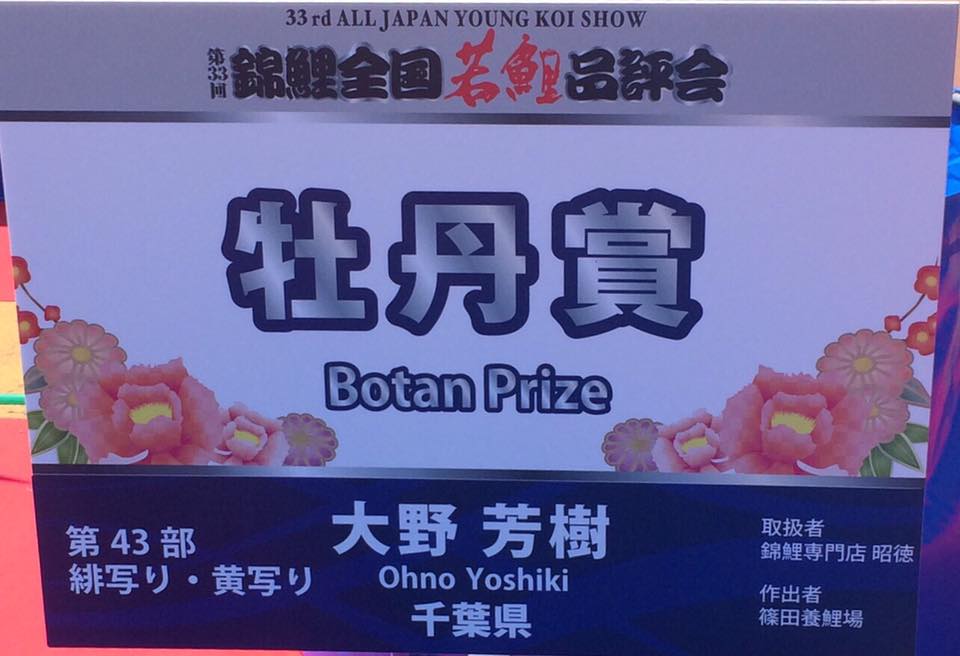 33rd ALL JAPAN YOUNG KOI SHOW
第33回 錦鯉全国若鯉品評会
牡丹賞
Botan Prize
第43部
緋写り・黄写り
大野 芳樹
Ohno Yoshiki
千葉県
取扱者
錦鯉専門店 昭徳
作出者
篠田養鯉場